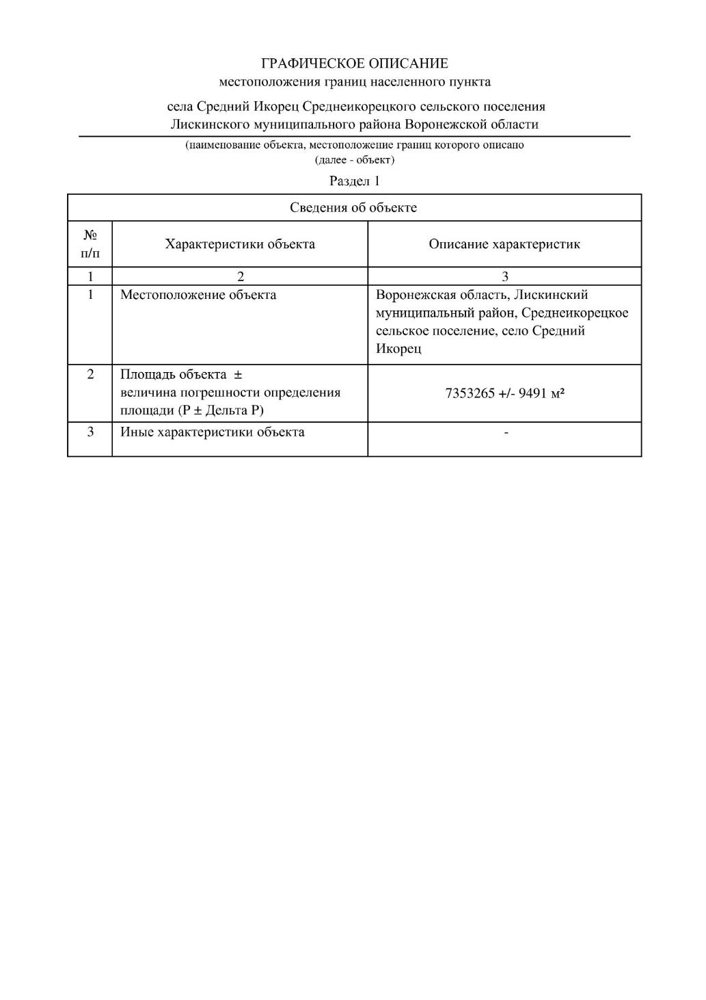 ГРАФИЧЕСКОЕ ОПИСАНИЕ
местоположения границ населенного пункта
села Средний Икорец Среднеикорецкого сельского поселения
Лискинского муниципального района Воронежской области
(наименование объекта, местоположение границ которого описано
(далее - объект)
Раздел 1
Сведения об объекте
№
п/п
Характеристики объекта
Описание характеристик
1
2
3
1
Местоположение объекта
Воронежская область, Лискинский
муниципальный район, Среднеикорецкое
сельское поселение, село Средний
Икорец
2
Площадь объекта ±
величина погрешности определения
площади (P ± Дельта P)
7353265 +/- 9491 м²
3
Иные характеристики объекта
-